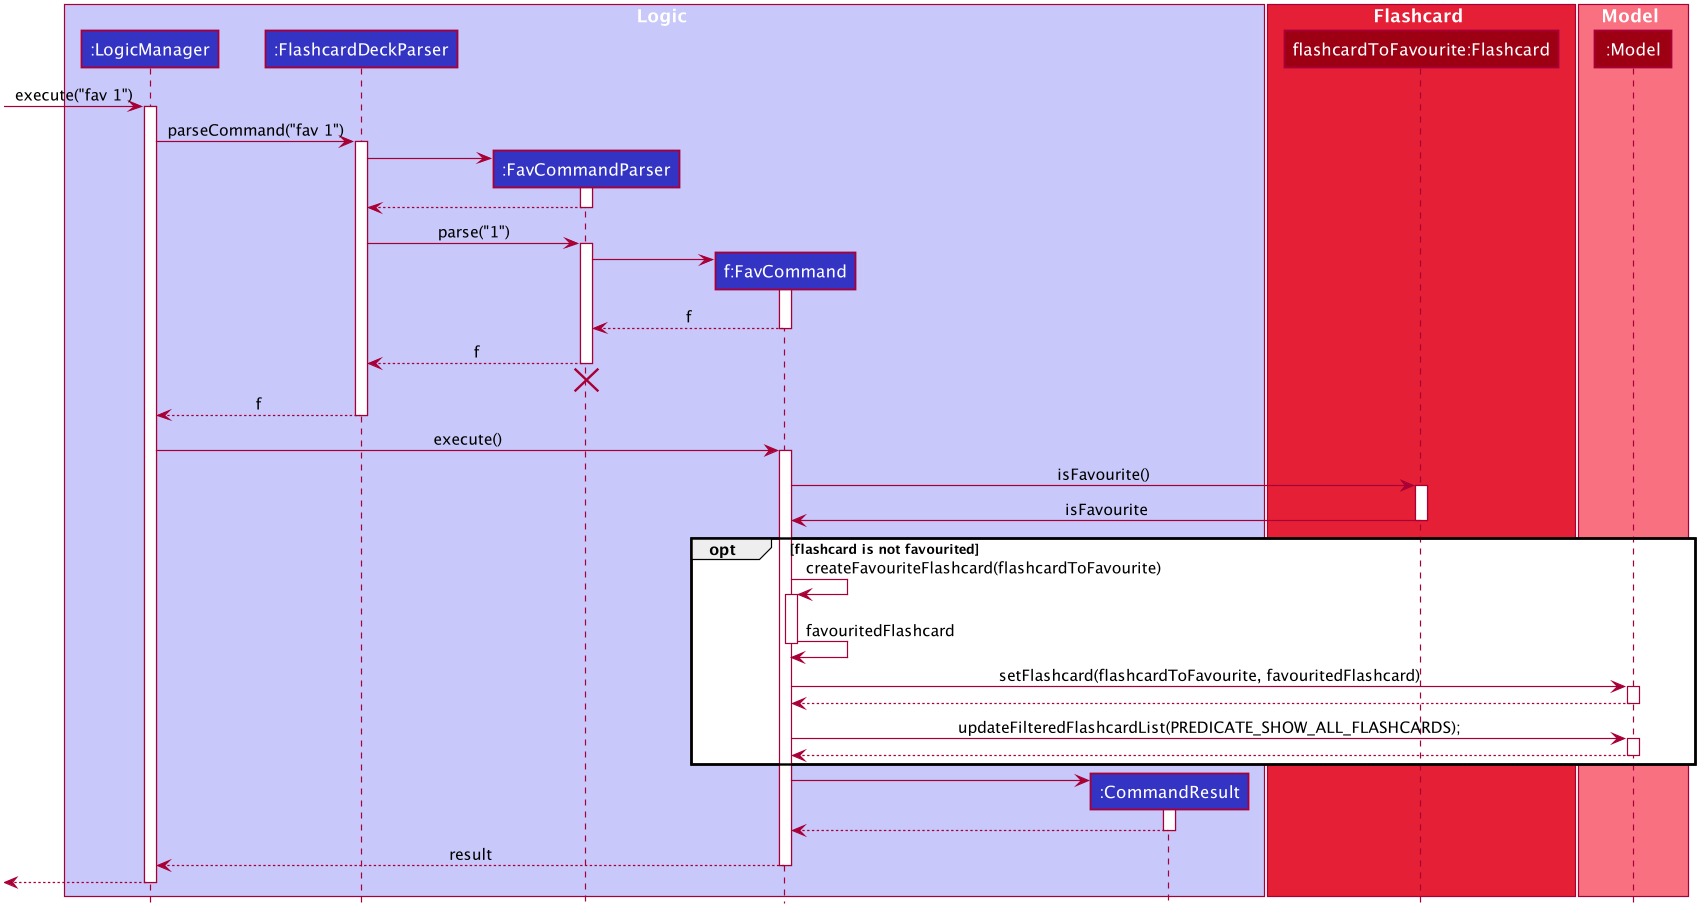 Logic
Flashcard
Model
:LogicManager
:FlashcardDeckParser
flashcardToFavourite:Flashcard
:Model
execute("fav 1")
parseCommand("fav 1")
:FavCommandParser
parse("1")
f:FavCommand
f
f
f
execute()
isFavourite()
isFavourite
opt
[flashcard is not favourited]
createFavouriteFlashcard(flashcardToFavourite)
favouritedFlashcard
setFlashcard(flashcardToFavourite, favouritedFlashcard)
updateFilteredFlashcardList(PREDICATE_SHOW_ALL_FLASHCARDS);
:CommandResult
result